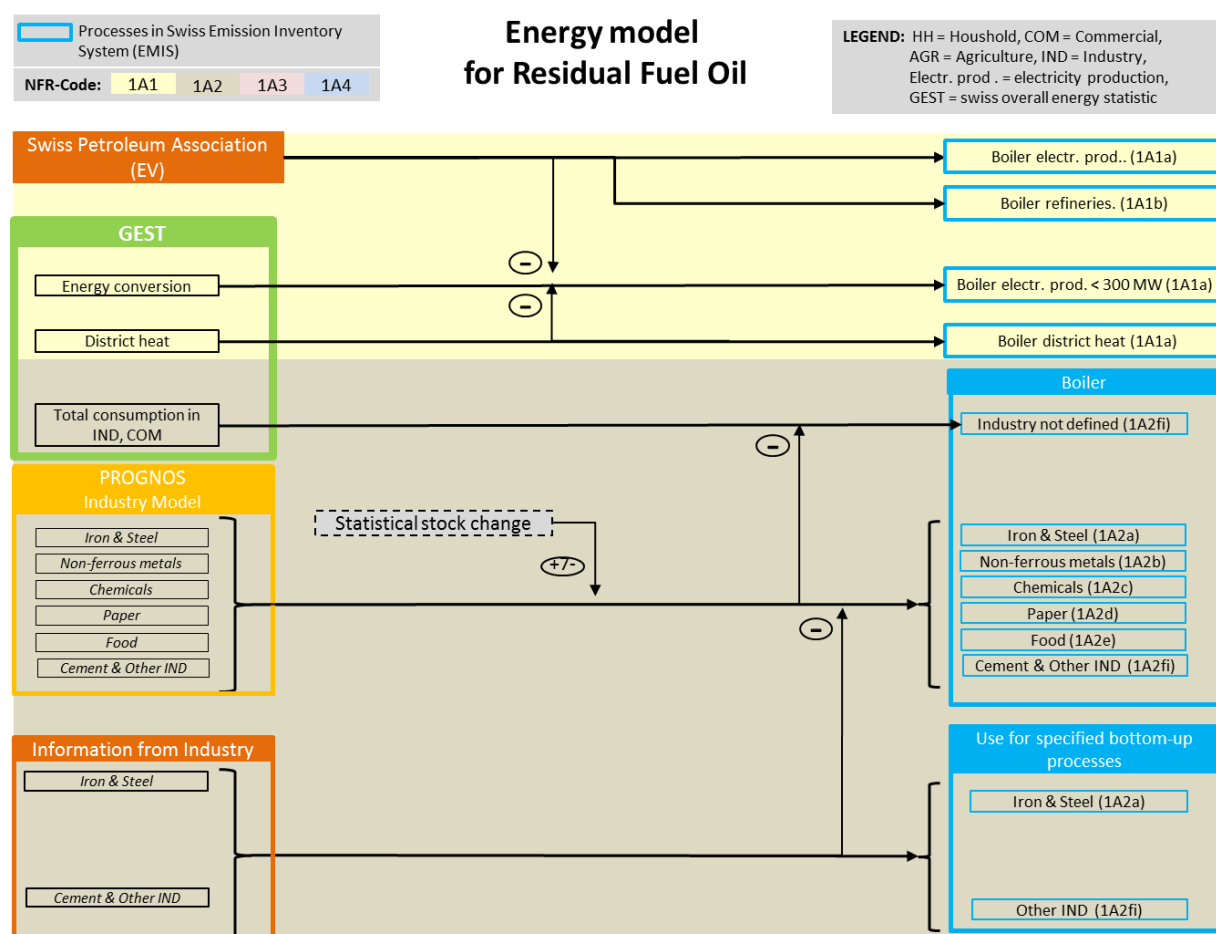 Processes in Swiss Emission Inventory
System (EMIS)
NFR-Code: 1A1 1A2 1A3 1A4
Energy model
for Residual Fuel Oil
LEGEND: HH = Houshold, COM = Commercial,
AGR = Agriculture, IND = Industry,
Electr. prod . = electricity production,
GEST = swiss overall energy statistic
Swiss Petroleum Association
(EV)
Boiler electr. prod.. (1A1a)
Boiler refineries. (1A1b)
GEST
–
Energy conversion
Boiler electr. prod. < 300 MW (1A1a)
–
District heat
Boiler district heat (1A1a)
Boiler
Total consumption in
IND, COM
Industry not defined (1A2fi)
–
PROGNOS
Industry Model
Statistical stock change
+7-
Iron & Steel
Non-ferrous metals
Chemicals
Paper
Food
Cement & Other IND
Iron & Steel (1A2a)
Non-ferrous metals (1A2b)
Chemicals (1A2c)
Paper (1A2d)
Food (1A2e)
Cement & Other IND (1A2fi)
–
Information from Industry
Iron & Steel
Cement & Other IND
Use for specified bottom-up
processes
Iron & Steel (1A2a)
Other IND (1A2fi)